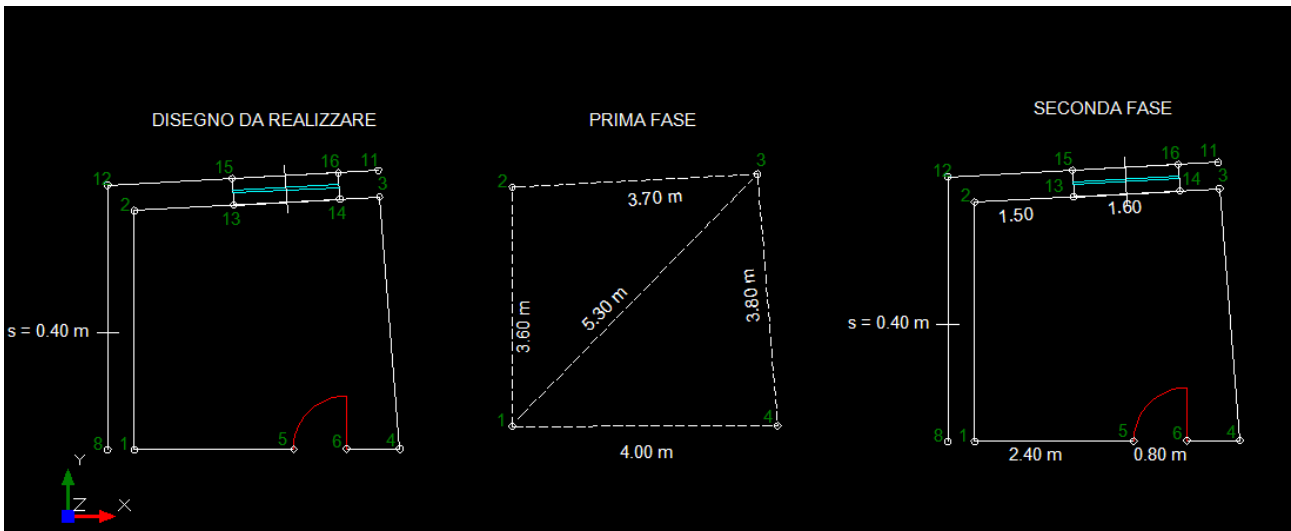 DISEGNO DA REALIZZARE
12
15
16
11
3
2
13
14
s = 0.40 m
8
1
5
6
4
Y
Z
X
PRIMA FASE
3
2
3.70 m
5.30 m
3.80 m
3.60 m
1
4
4.00 m
SECONDA FASE
12
15
16
11
13
14
3
2
1.50
1.60
s = 0.40 m
8
1
5
6
4
2.40 m
0.80 m